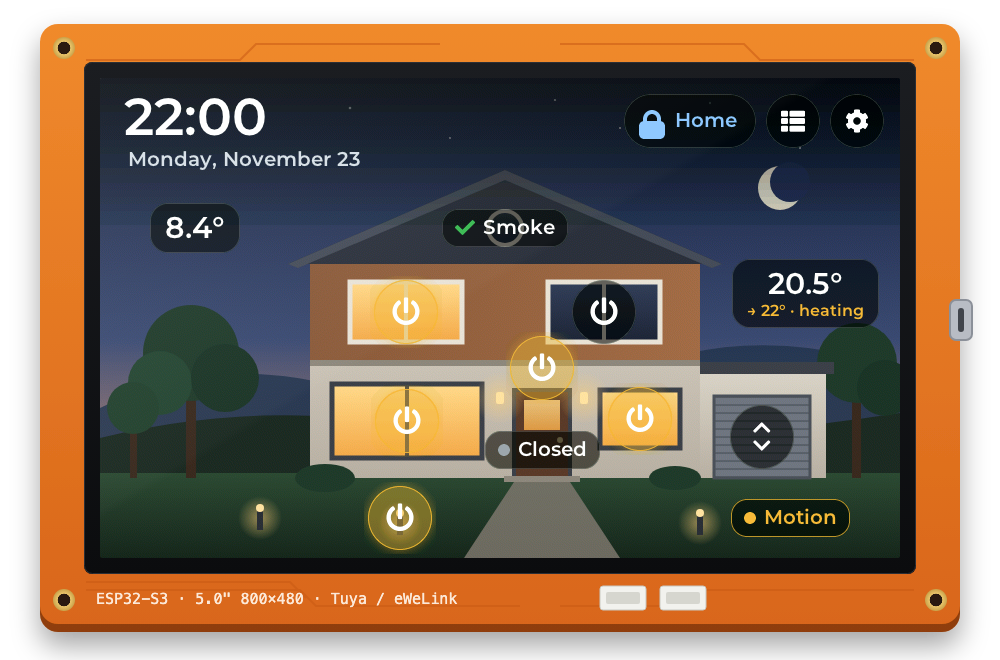 22:00
Monday, November 23
Home
8.4°
Smoke
20.5°
→ 22° · heating
Closed
Motion
ESP32-S3 · 5.0" 800×480 · Tuya / eWeLink